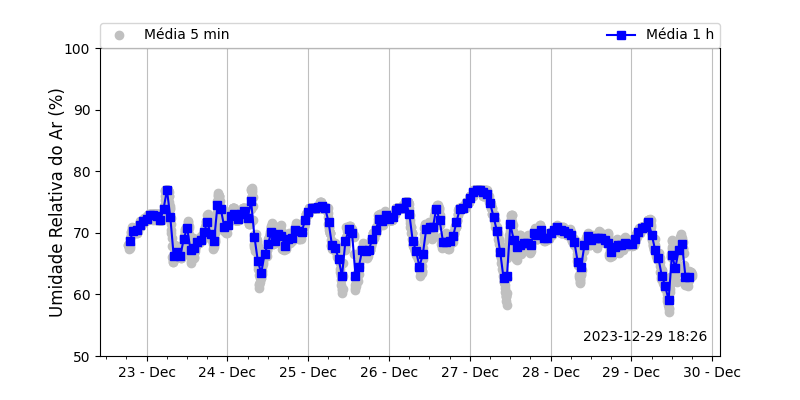 Média 5 min
Média 1 h
Umidade Relativa do Ar (%)
100
90
80
70
60
50
2023-12-29 18:26
23 - Dec
24 - Dec
25 - Dec
26 - Dec
27 - Dec
28 - Dec
29 - Dec
30 - Dec